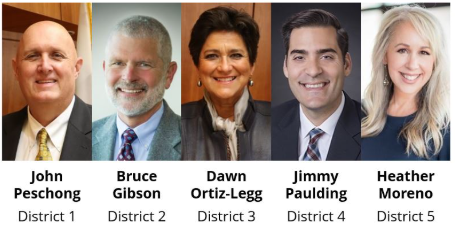 John
Peschong
District 1
Bruce
Gibson
District 2
Dawn
Ortiz-Legg
District 3
Jimmy
Paulding
District 4
Heather
Moreno
District 5